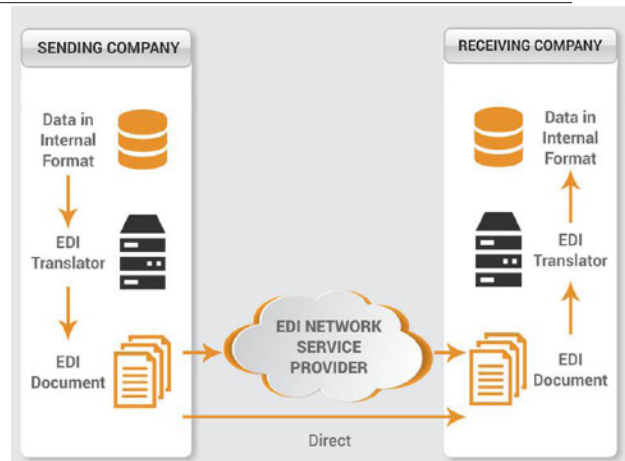 SENDING COMPANY
Data in
Internal
Format
EDI
Translator
EDI
Document
EDI NETWORK
SERVICE
PROVIDER
Direct
RECEIVING COMPANY
Data in
Internal
Format
EDI
Translator
EDI
Document